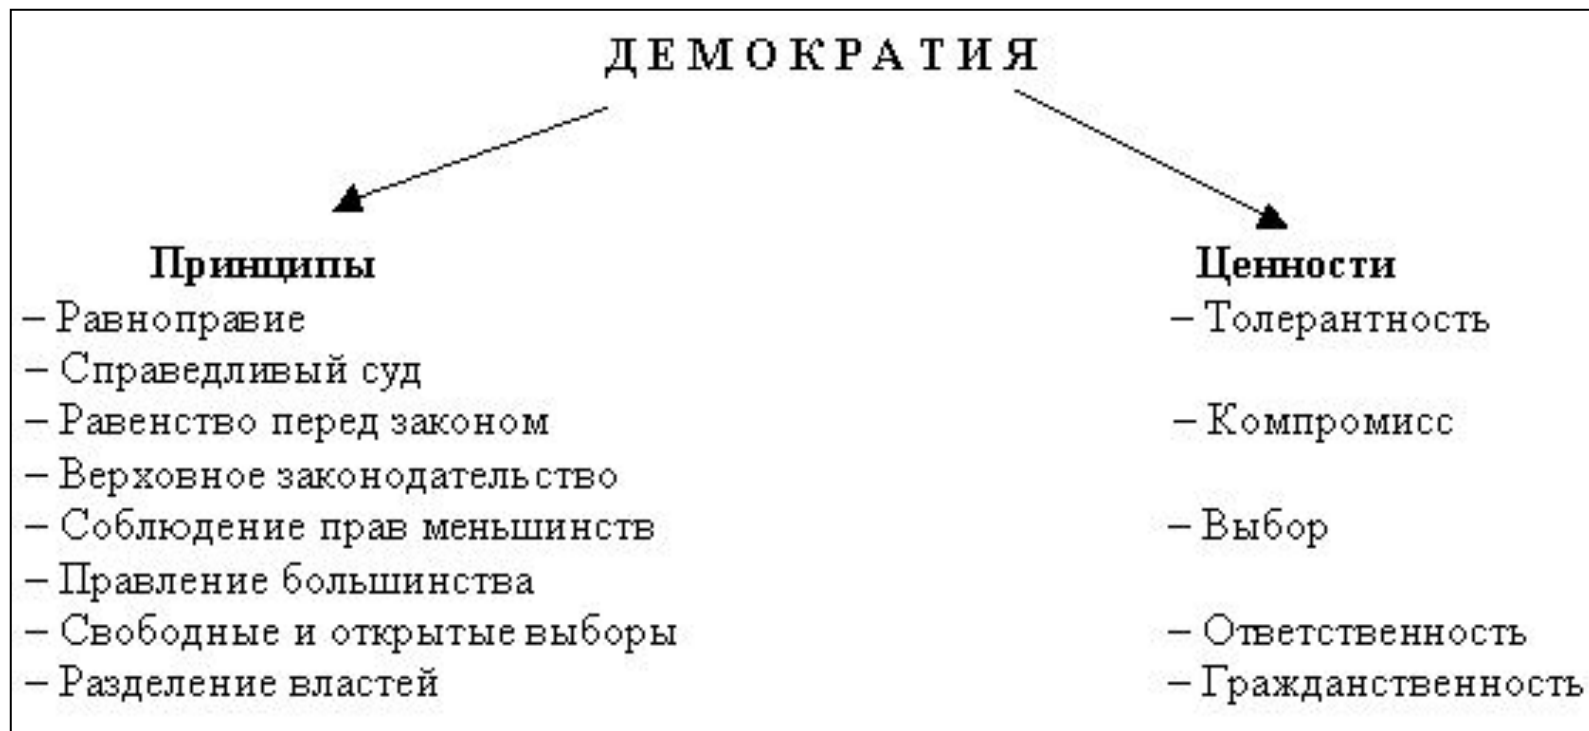 ДЕМОКРАТИЯ
Принципы
– Равноправие
– Справедливый суд
– Равенство перед законом
– Верховное законодательство
– Соблюдение прав меньшинств
– Правление большинства
– Свободные и открытые выборы
– Разделение властей
Ценности
– Толерантность
– Компромисс
– Выбор
– Ответственность
– Гражданственность